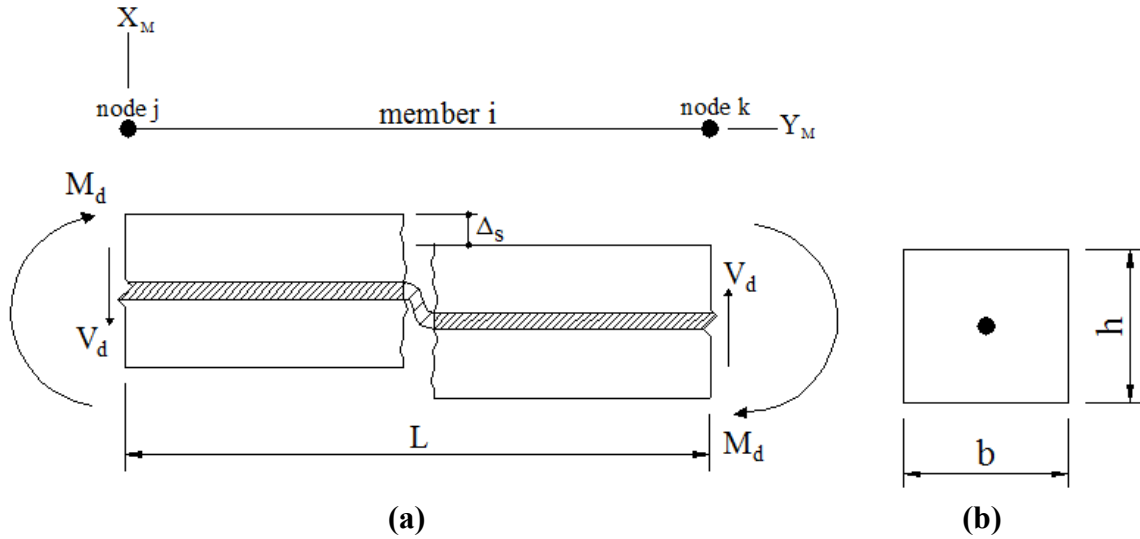 X_M
node j
member i
node k
Y_M
M_d
Δ_s
V_d
V_d
h
M_d
L
b
(a)
(b)